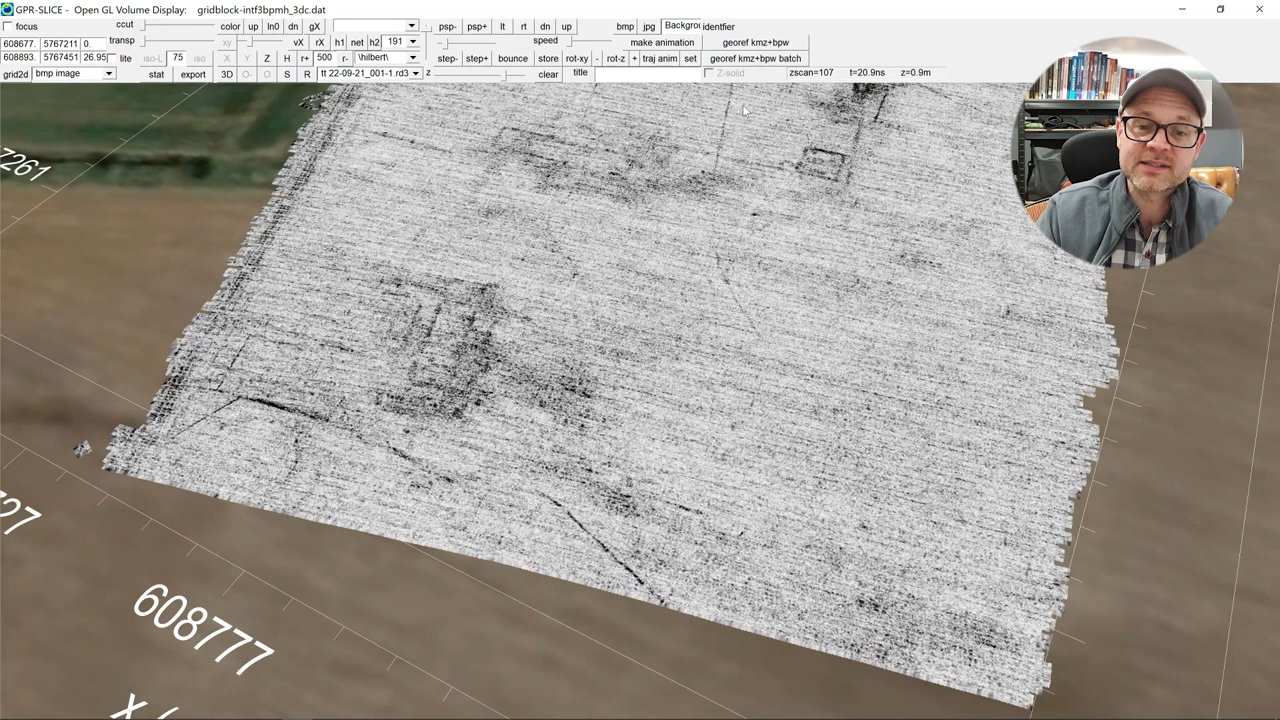 GPR-SLICE - Open GL Volume Display: gridblock-intf3bpmh_3dc.dat
focus ccut color up ln0 dn gX psp- psp+ lt rt dn up bmp jpg Backgrou identifier
608677. 5767211 0. transp xy vX rX h1 net h2 191 speed make animation georef kmz+bpw
608893. 5767451 26.95 lite iso-L 75 iso X Y Z H r+ 500 r- \hilbert\ step- step+ bounce store rot-xy - rot-z + traj anim set georef kmz+bpw batch
grid2d bmp image stat export 3D O- O S R tt 22-09-21_001-1.rd3 z clear title Z-solid zscan=107 t=20.9ns z=0.9m
7261
608777
x (